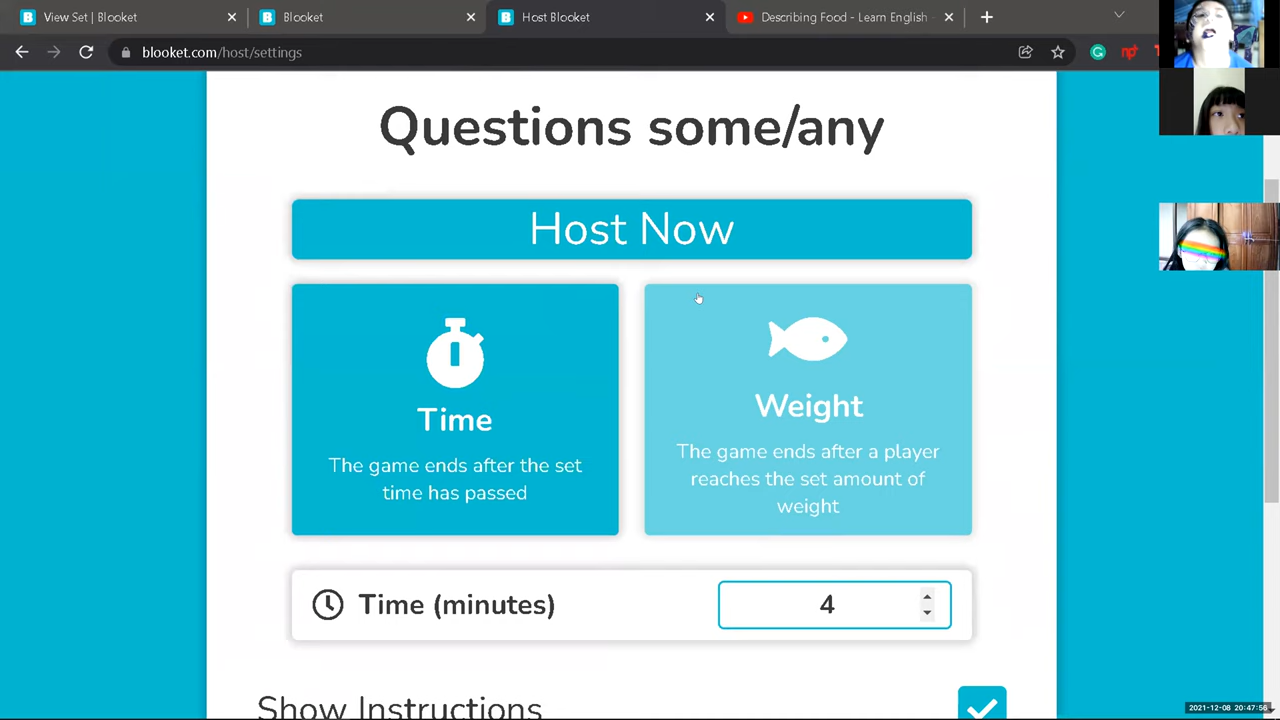 View Set | Blooket
Blooket
Host Blooket
Describing Food - Learn English
blooket.com/host/settings
Questions some/any
Host Now
Time
The game ends after the set
time has passed
Weight
The game ends after a player
reaches the set amount of
weight
Time (minutes)
4
Show Instructions
2021-12-08 20:47:56